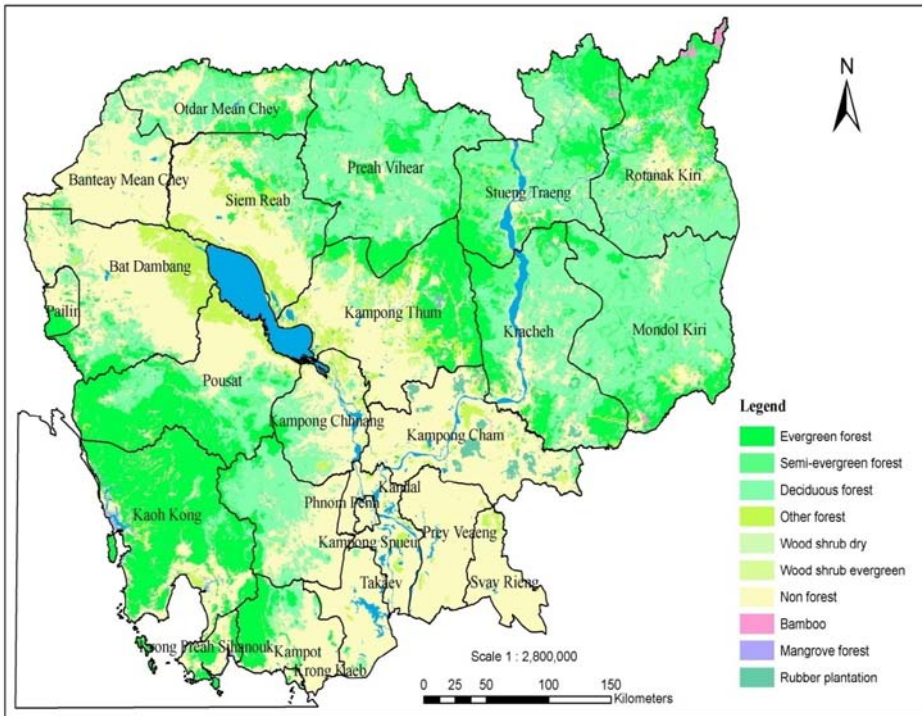 N
Otdar Mean Chey
Preah Vihear
Banteay Mean Chey
Siem Reab
Stueng Traeng
Rotanak Kiri
Bat Dambang
Pailin
Kampong Thum
Kracheh
Mondol Kiri
Pousat
Kampong Chhnang
Kampong Cham
Kaoh Kong
Phnom Penh
Kandal
Kampong Spueur
Prey Veaeng
Takaev
Svay Rieng
Krong Preah Sihanouk
Kampot
Krong Kaeb
Legend
Evergreen forest
Semi-evergreen forest
Deciduous forest
Other forest
Wood shrub dry
Wood shrub evergreen
Non forest
Bamboo
Mangrove forest
Rubber plantation
Scale 1 : 2,800,000
0 25 50 100 150
Kilometers